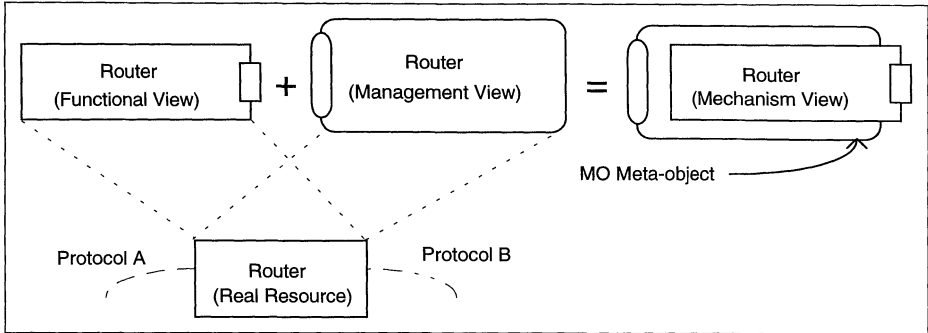 Router
(Functional View)
+
Router
(Management View)
=
Router
(Mechanism View)
MO Meta-object
Protocol A
Protocol B
Router
(Real Resource)